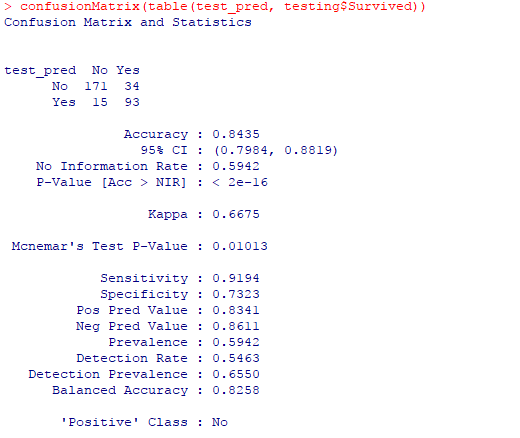 > confusionMatrix(table(test_pred, testing$Survived))
Confusion Matrix and Statistics
test_pred No Yes
No 171 34
Yes 15 93
Accuracy : 0.8435
95% CI : (0.7984, 0.8819)
No Information Rate : 0.5942
P-Value [Acc > NIR] : < 2e-16
Kappa : 0.6675
Mcnemar's Test P-Value : 0.01013
Sensitivity : 0.9194
Specificity : 0.7323
Pos Pred Value : 0.8341
Neg Pred Value : 0.8611
Prevalence : 0.5942
Detection Rate : 0.5463
Detection Prevalence : 0.6550
Balanced Accuracy : 0.8258
'Positive' Class : No